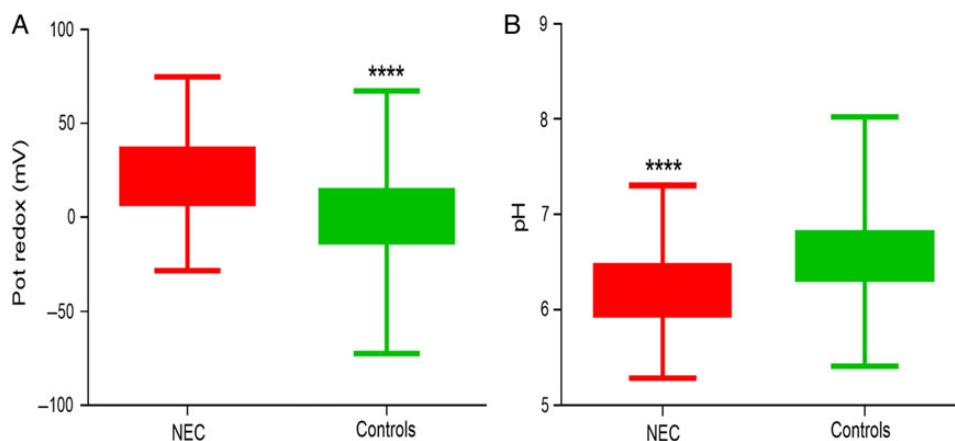 A
B
100
50
0
–50
–100
Pot redox (mV)
****
NEC
Controls
9
8
7
6
5
pH
****
NEC
Controls